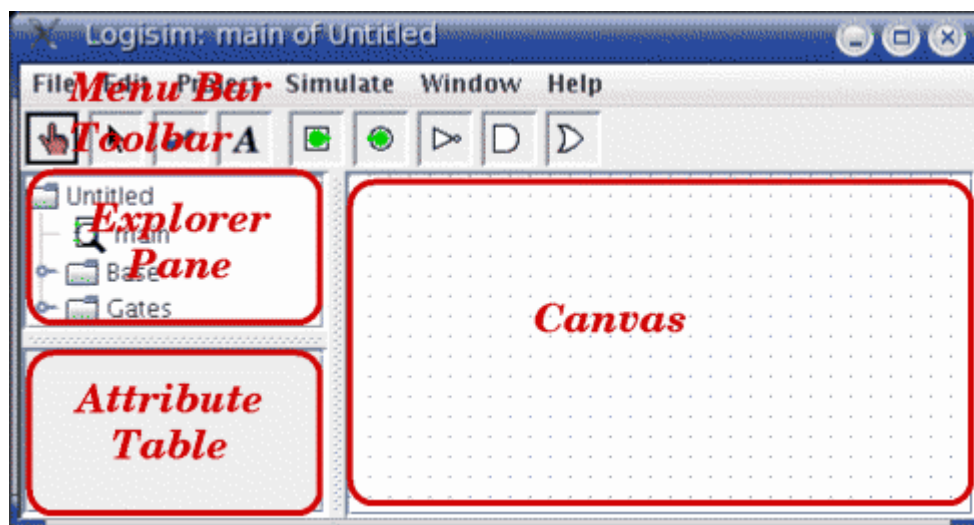 Logisim: main of Untitled
File Edit Project Simulate Window Help
Menu Bar
Toolbar A
Untitled
main
Explorer
Pane
Base
Gates
Canvas
Attribute
Table